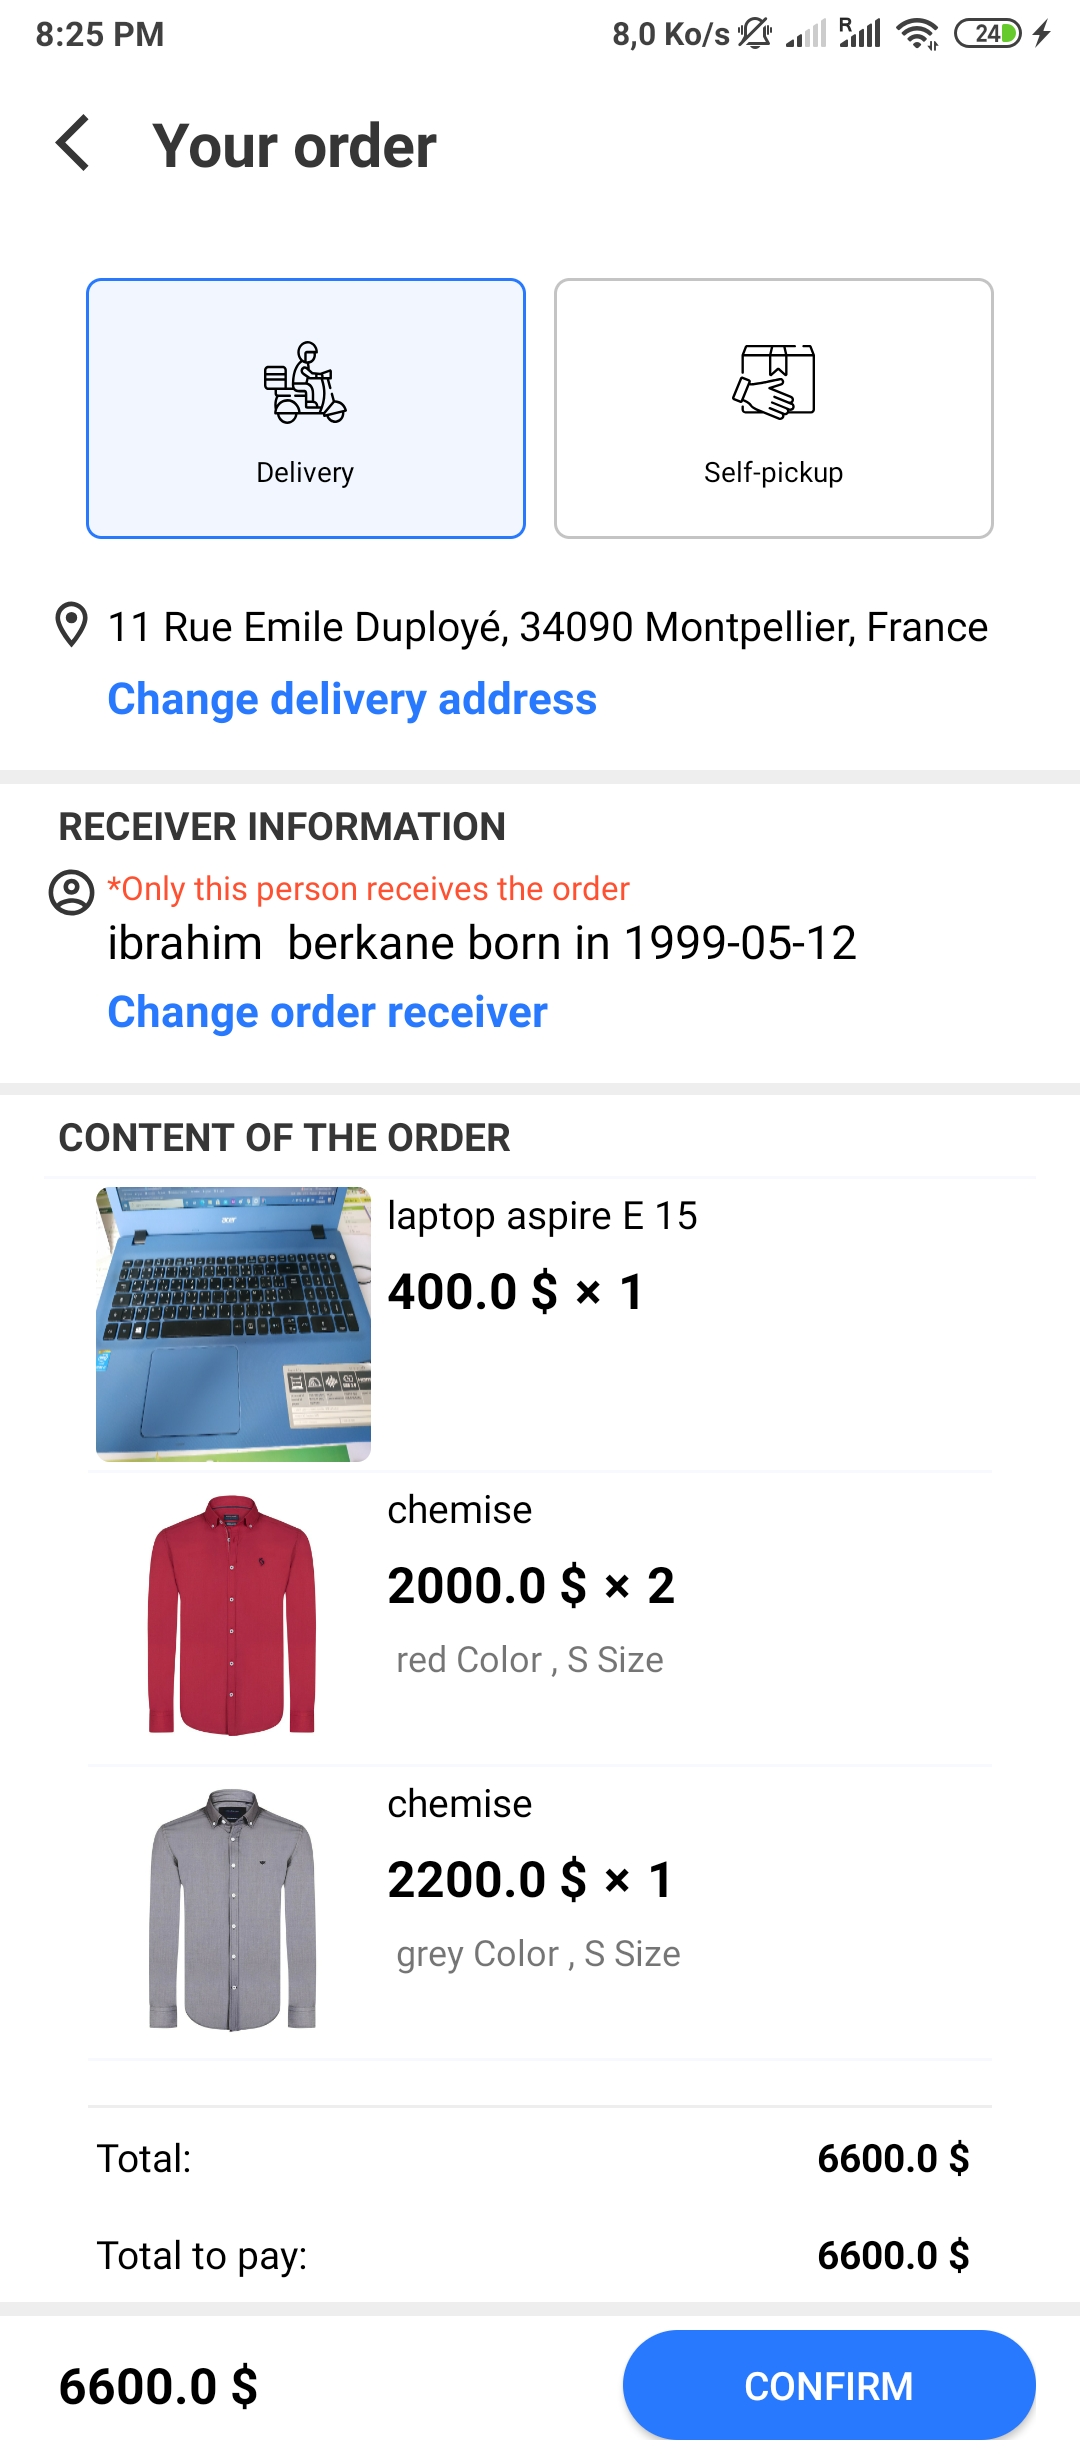 8:25 PM 8,0 Ko/s R 24
Your order
Delivery Self-pickup
11 Rue Emile Duployé, 34090 Montpellier, France
Change delivery address
RECEIVER INFORMATION
*Only this person receives the order
ibrahim  berkane born in 1999-05-12
Change order receiver
CONTENT OF THE ORDER
acer
laptop aspire E 15
400.0 $ × 1
chemise
2000.0 $ × 2
red Color , S Size
chemise
2200.0 $ × 1
grey Color , S Size
Total: 6600.0 $
Total to pay: 6600.0 $
6600.0 $ CONFIRM